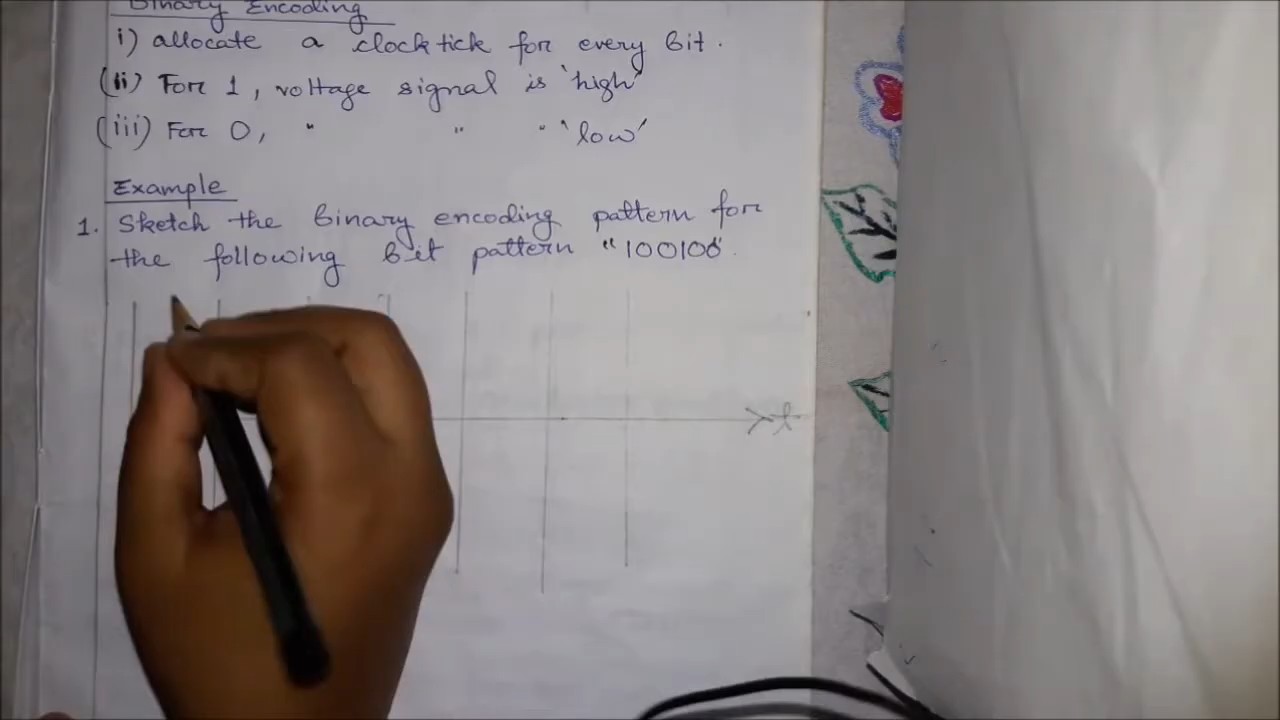 Binary Encoding
i) allocate a clock tick for every bit.
(ii) For 1, voltage signal is 'high'
(iii) For 0, " " " 'low'
Example
1. Sketch the binary encoding pattern for
the following bit pattern "100100".
t